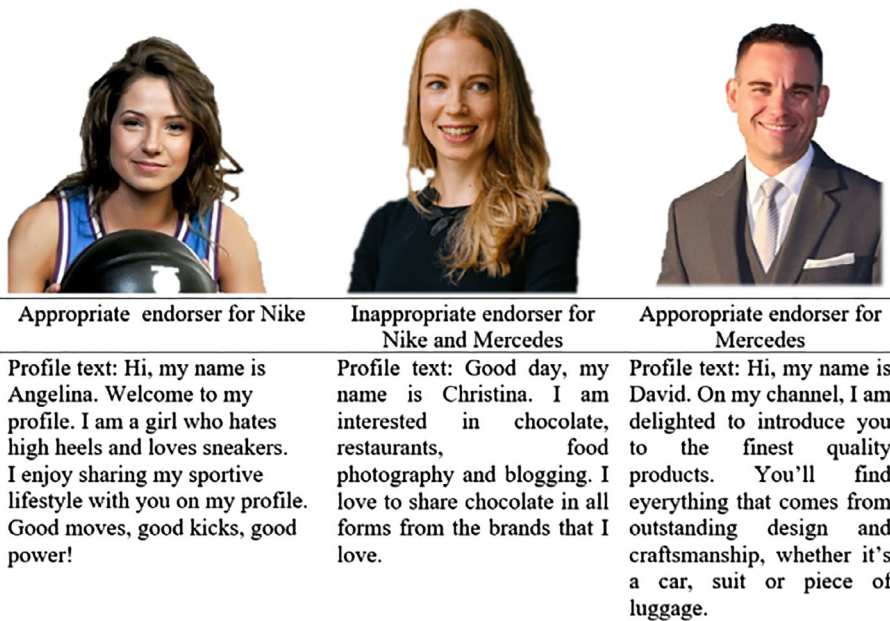 Appropriate endorser for Nike
Inappropriate endorser for
Nike and Mercedes
Apporopriate endorser for
Mercedes
Profile text: Hi, my name is
Angelina. Welcome to my
profile. I am a girl who hates
high heels and loves sneakers.
I enjoy sharing my sportive
lifestyle with you on my profile.
Good moves, good kicks, good
power!
Profile text: Good day, my
name is Christina. I am
interested in chocolate,
restaurants, food
photography and blogging. I
love to share chocolate in all
forms from the brands that I
love.
Profile text: Hi, my name is
David. On my channel, I am
delighted to introduce you
to the finest quality
products. You’ll find
eyerything that comes from
outstanding design and
craftsmanship, whether it’s
a car, suit or piece of
luggage.